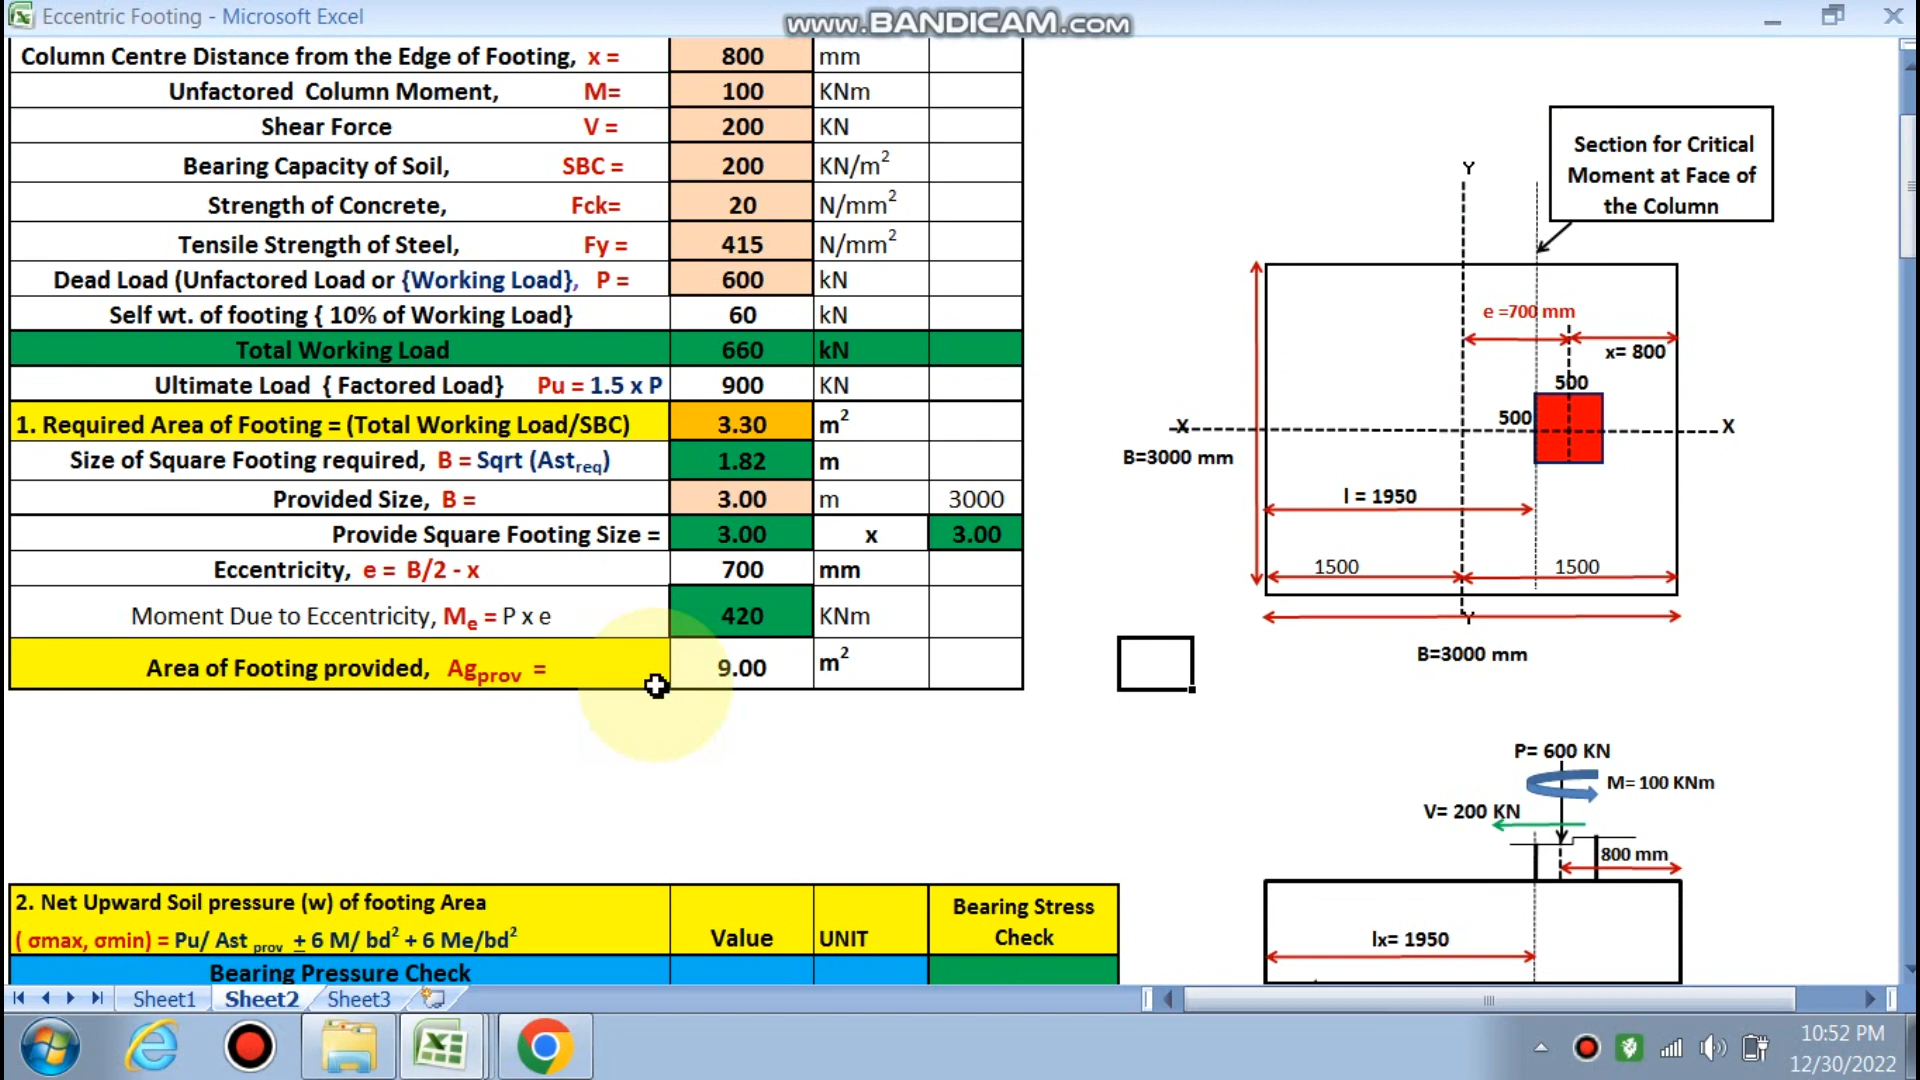 Eccentric Footing - Microsoft Excel
WWW.BANDICAM.COM
Column Centre Distance from the Edge of Footing, x = 800 mm
Unfactored Column Moment, M= 100 KNm
Shear Force V = 200 KN
Bearing Capacity of Soil, SBC = 200 KN/m2
Strength of Concrete, Fck= 20 N/mm2
Tensile Strength of Steel, Fy = 415 N/mm2
Dead Load (Unfactored Load or {Working Load}, P = 600 kN
Self wt. of footing { 10% of Working Load} 60 kN
Total Working Load 660 kN
Ultimate Load { Factored Load} Pu = 1.5 x P 900 KN
1. Required Area of Footing = (Total Working Load/SBC) 3.30 m2
Size of Square Footing required, B = Sqrt (Astreq) 1.82 m
Provided Size, B = 3.00 m 3000
Provide Square Footing Size = 3.00 x 3.00
Eccentricity, e = B/2 - x 700 mm
Moment Due to Eccentricity, Me = P x e 420 KNm
Area of Footing provided, Agprov = 9.00 m2
2. Net Upward Soil pressure (w) of footing Area
( σmax, σmin) = Pu/ Ast prov ± 6 M/ bd2 + 6 Me/bd2
Value UNIT
Bearing Stress
Check
Bearing Pressure Check
Section for Critical
Moment at Face of
the Column
Y
e =700 mm
x= 800
500
500
X X
B=3000 mm
l = 1950
1500 1500
Y
B=3000 mm
P= 600 KN
M= 100 KNm
V= 200 KN
800 mm
lx= 1950
Sheet1 Sheet2 Sheet3
10:52 PM
12/30/2022